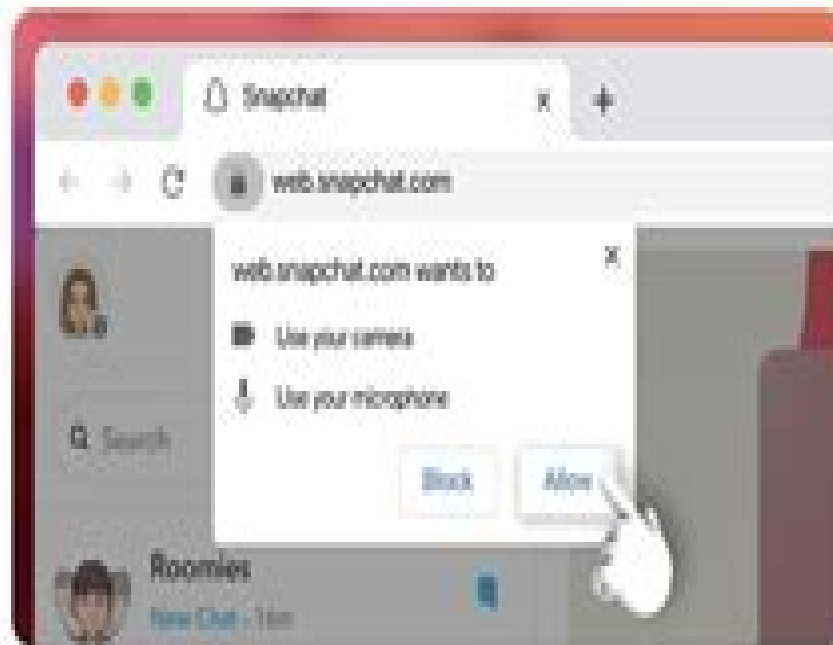 Snapchat
web.snapchat.com
web.snapchat.com wants to
Use your camera
Use your microphone
Search
Block Allow
Roomies
New Chat - 16m